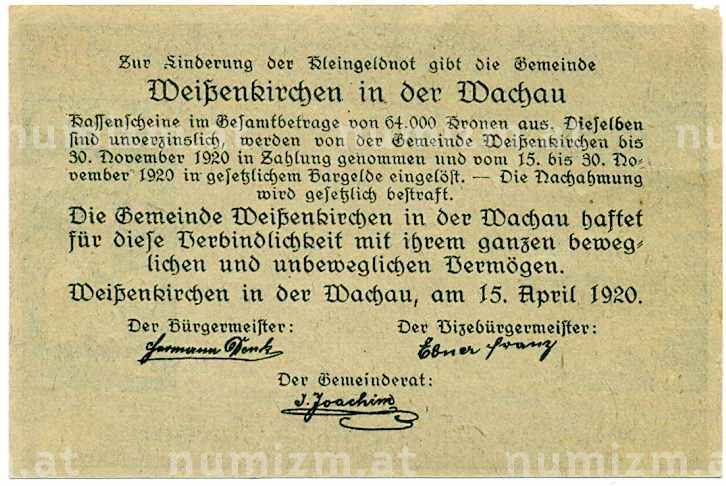 Zur Linderung der Kleingeldnot gibt die Gemeinde
Weißenkirchen in der Wachau
Kassenscheine im Gesamtbetrage von 64.000 Kronen aus. Dieselben
sind unverzinslich, werden von der Gemeinde Weißenkirchen bis
30. November 1920 in Zahlung genommen und vom 15. bis 30. No-
vember 1920 in gesetzlichem Bargelde eingelöst. — Die Nachahmung
wird gesetzlich bestraft.
Die Gemeinde Weißenkirchen in der Wachau haftet
für diese Verbindlichkeit mit ihrem ganzen beweg-
lichen und unbeweglichen Vermögen.
Weißenkirchen in der Wachau, am 15. April 1920.
Der Bürgermeister: Der Vizebürgermeister:
Hermann Denk Ebner Franz
Der Gemeinderat:
J. Joachim
m.at numizm.at numizm